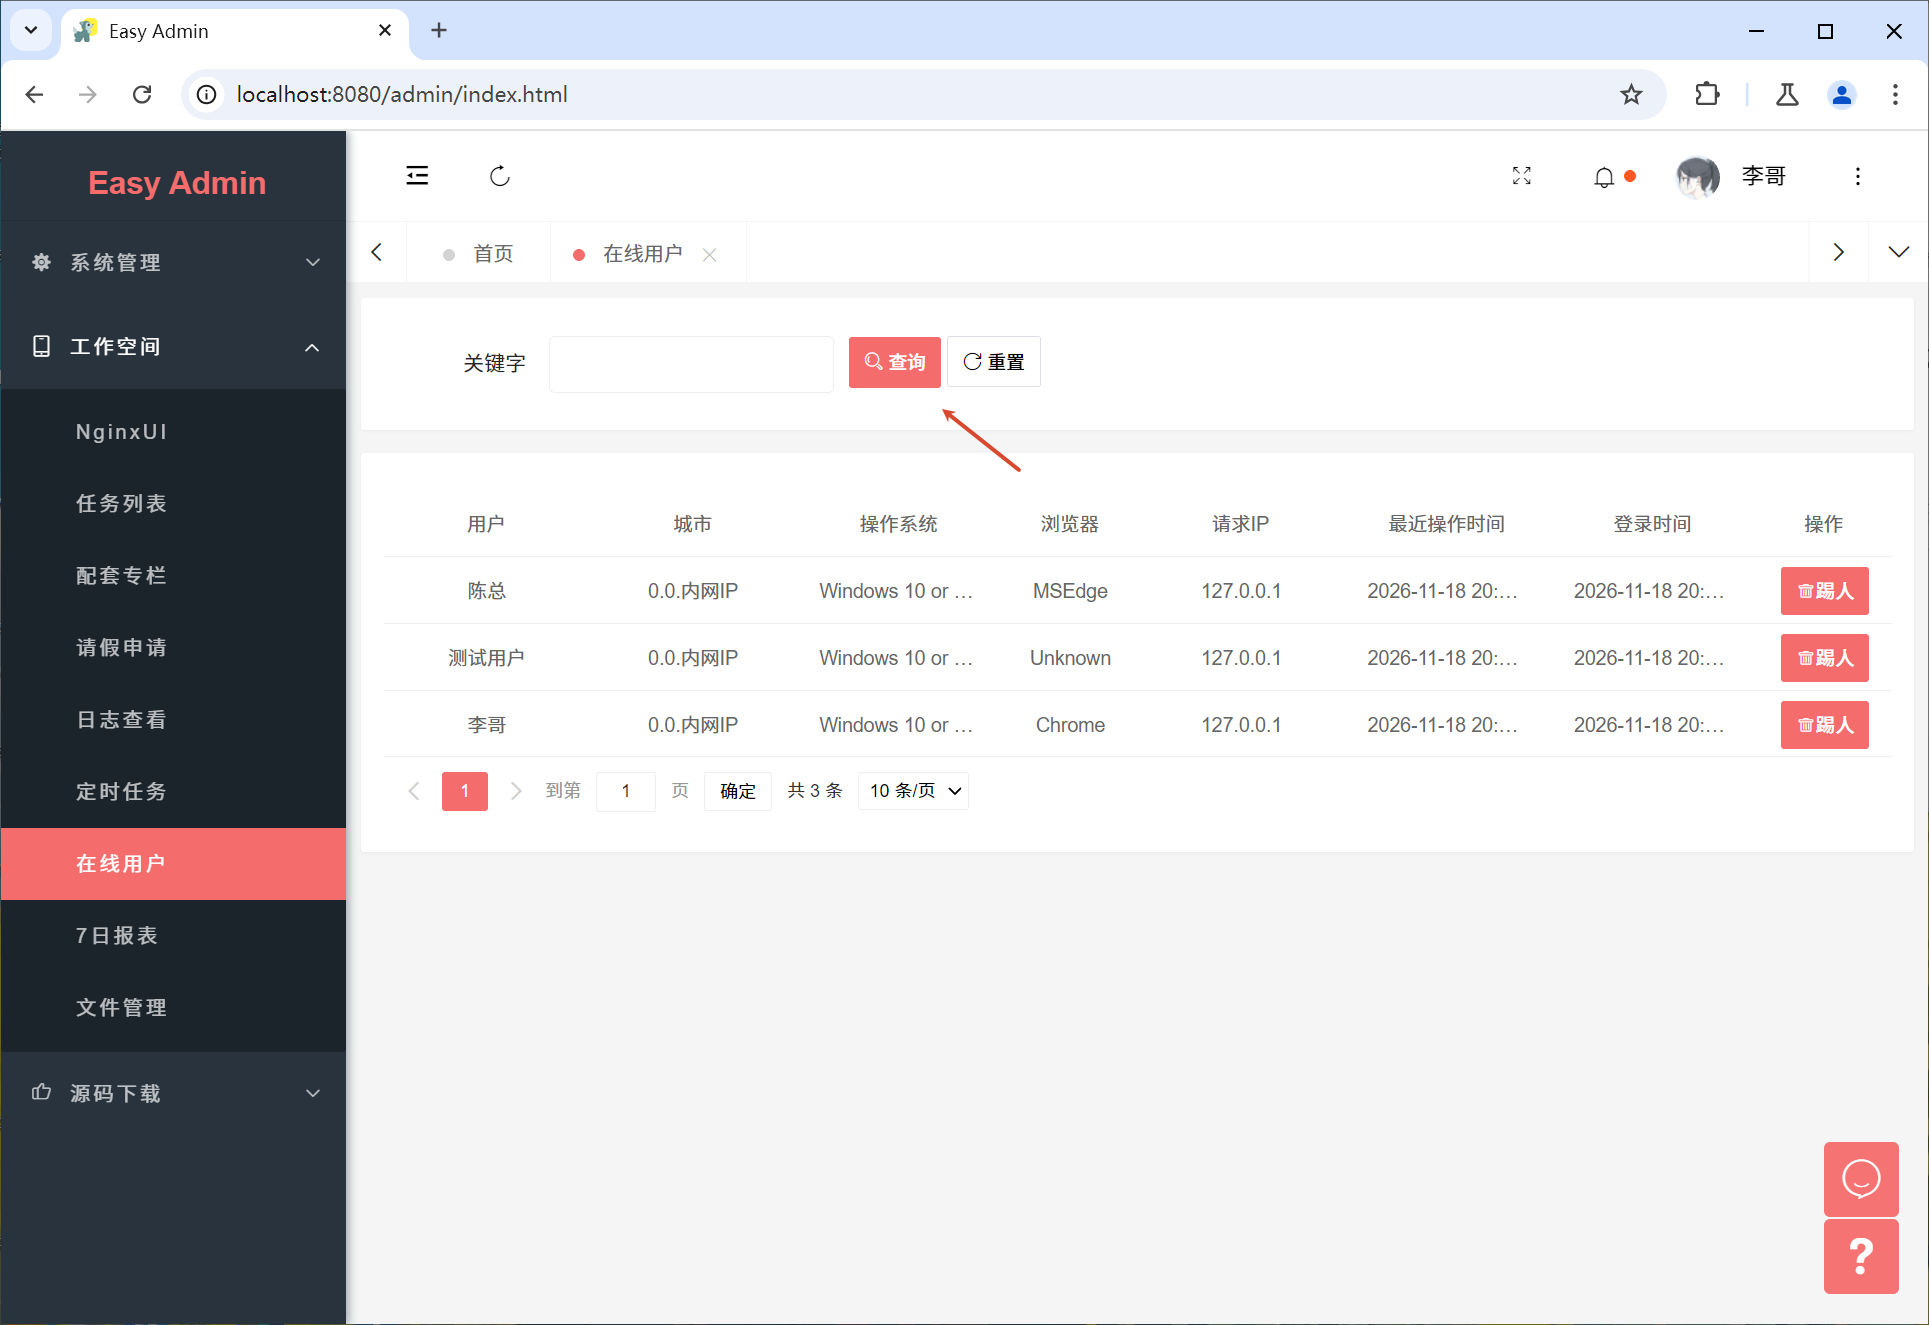 Easy Admin
localhost:8080/admin/index.html
Easy Admin
李哥
系统管理
首页
在线用户
工作空间
关键字
查询
重置
NginxUI
任务列表
配套专栏
请假申请
日志查看
定时任务
在线用户
7日报表
文件管理
源码下载
用户 城市 操作系统 浏览器 请求IP 最近操作时间 登录时间 操作
陈总 0.0.内网IP Windows 10 or ... MSEdge 127.0.0.1 2026-11-18 20:... 2026-11-18 20:... 踢人
测试用户 0.0.内网IP Windows 10 or ... Unknown 127.0.0.1 2026-11-18 20:... 2026-11-18 20:... 踢人
李哥 0.0.内网IP Windows 10 or ... Chrome 127.0.0.1 2026-11-18 20:... 2026-11-18 20:... 踢人
1 到第 1 页 确定 共 3 条 10 条/页
?